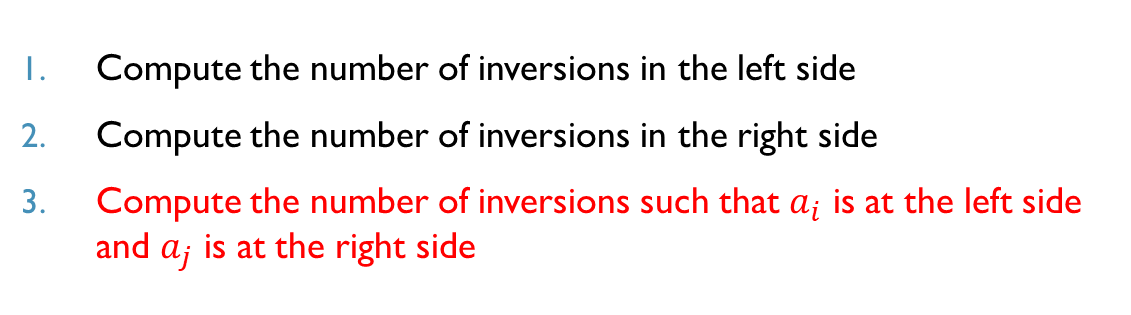 1. Compute the number of inversions in the left side
2. Compute the number of inversions in the right side
3. Compute the number of inversions such that aᵢ is at the left side
and aⱼ is at the right side